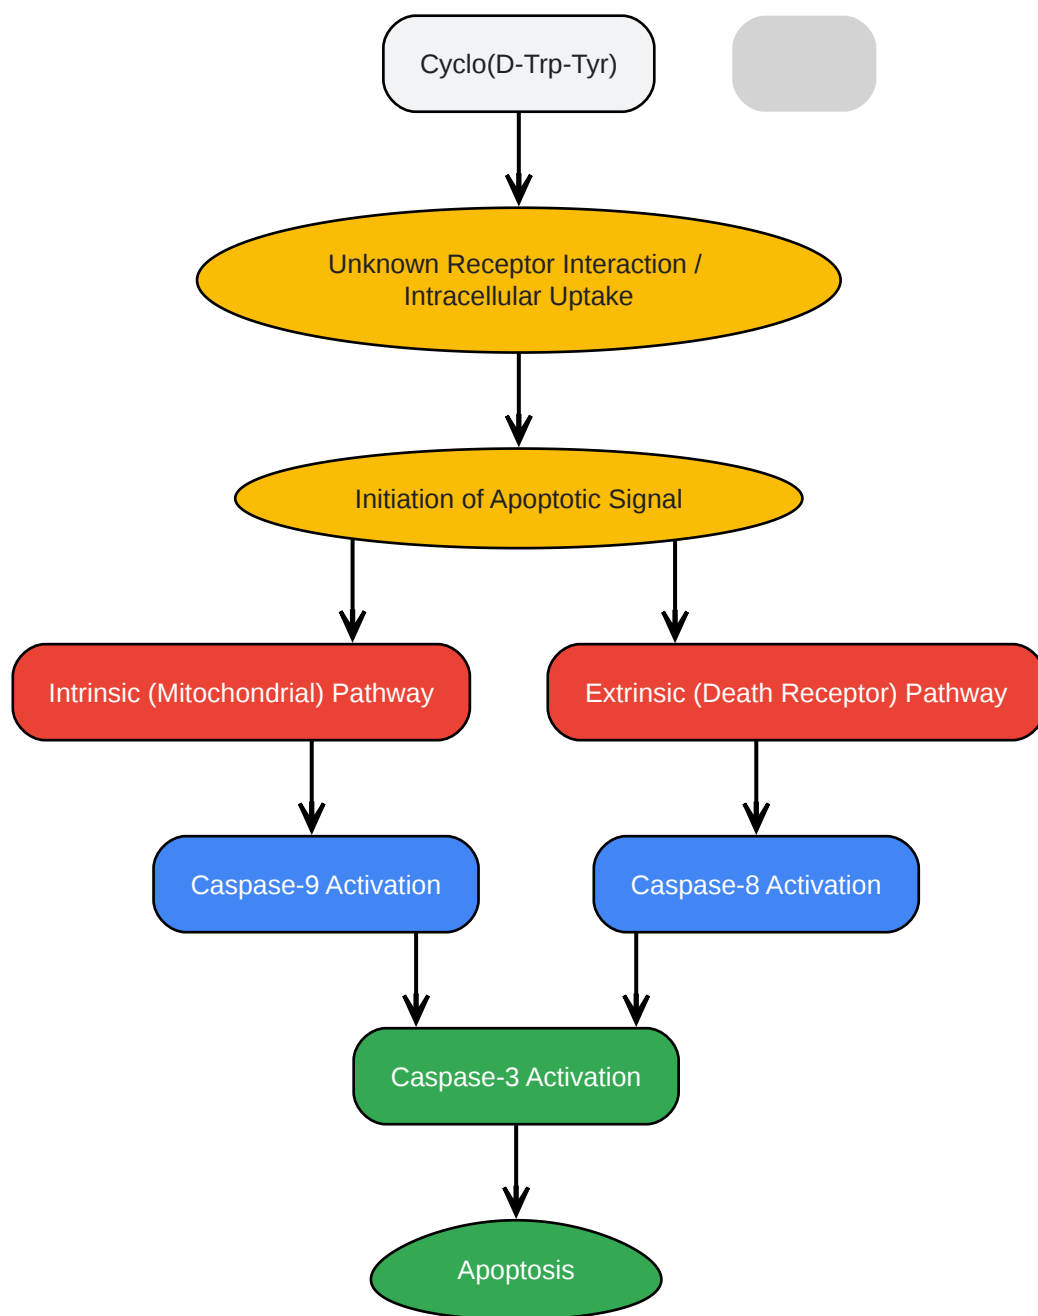 Cyclo(D-Trp-Tyr)
Unknown Receptor Interaction /
Intracellular Uptake
Initiation of Apoptotic Signal
Intrinsic (Mitochondrial) Pathway
Extrinsic (Death Receptor) Pathway
Caspase-9 Activation
Caspase-8 Activation
Caspase-3 Activation
Apoptosis